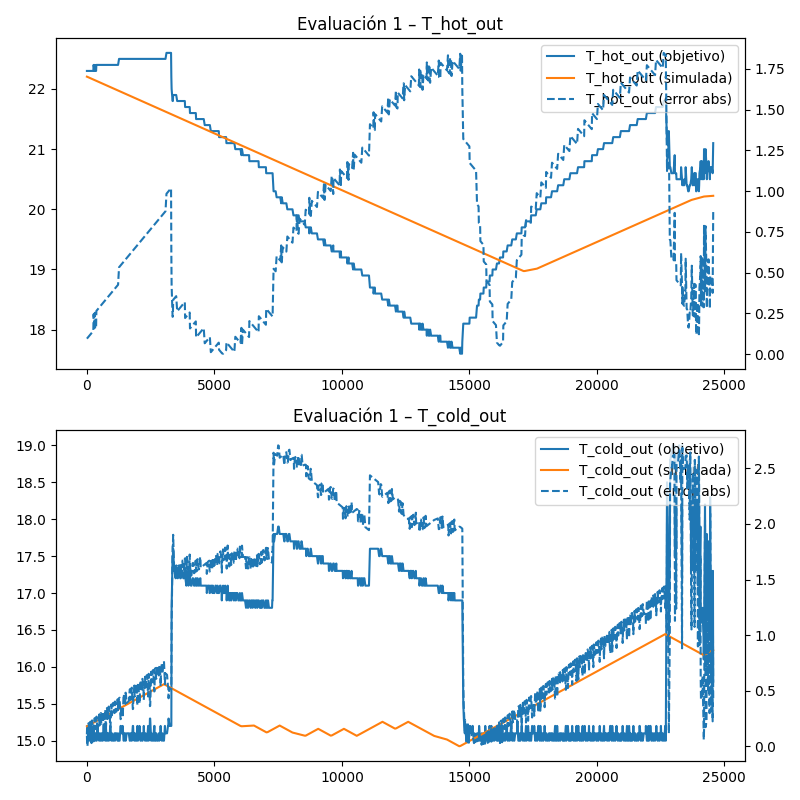 Evaluación 1 – T_hot_out
T_hot_out (objetivo)
T_hot_out (simulada)
T_hot_out (error abs)
22
21
20
19
18
1.75
1.50
1.25
1.00
0.75
0.50
0.25
0.00
0 5000 10000 15000 20000 25000
Evaluación 1 – T_cold_out
T_cold_out (objetivo)
T_cold_out (simulada)
T_cold_out (error abs)
19.0
18.5
18.0
17.5
17.0
16.5
16.0
15.5
15.0
2.5
2.0
1.5
1.0
0.5
0.0
0 5000 10000 15000 20000 25000